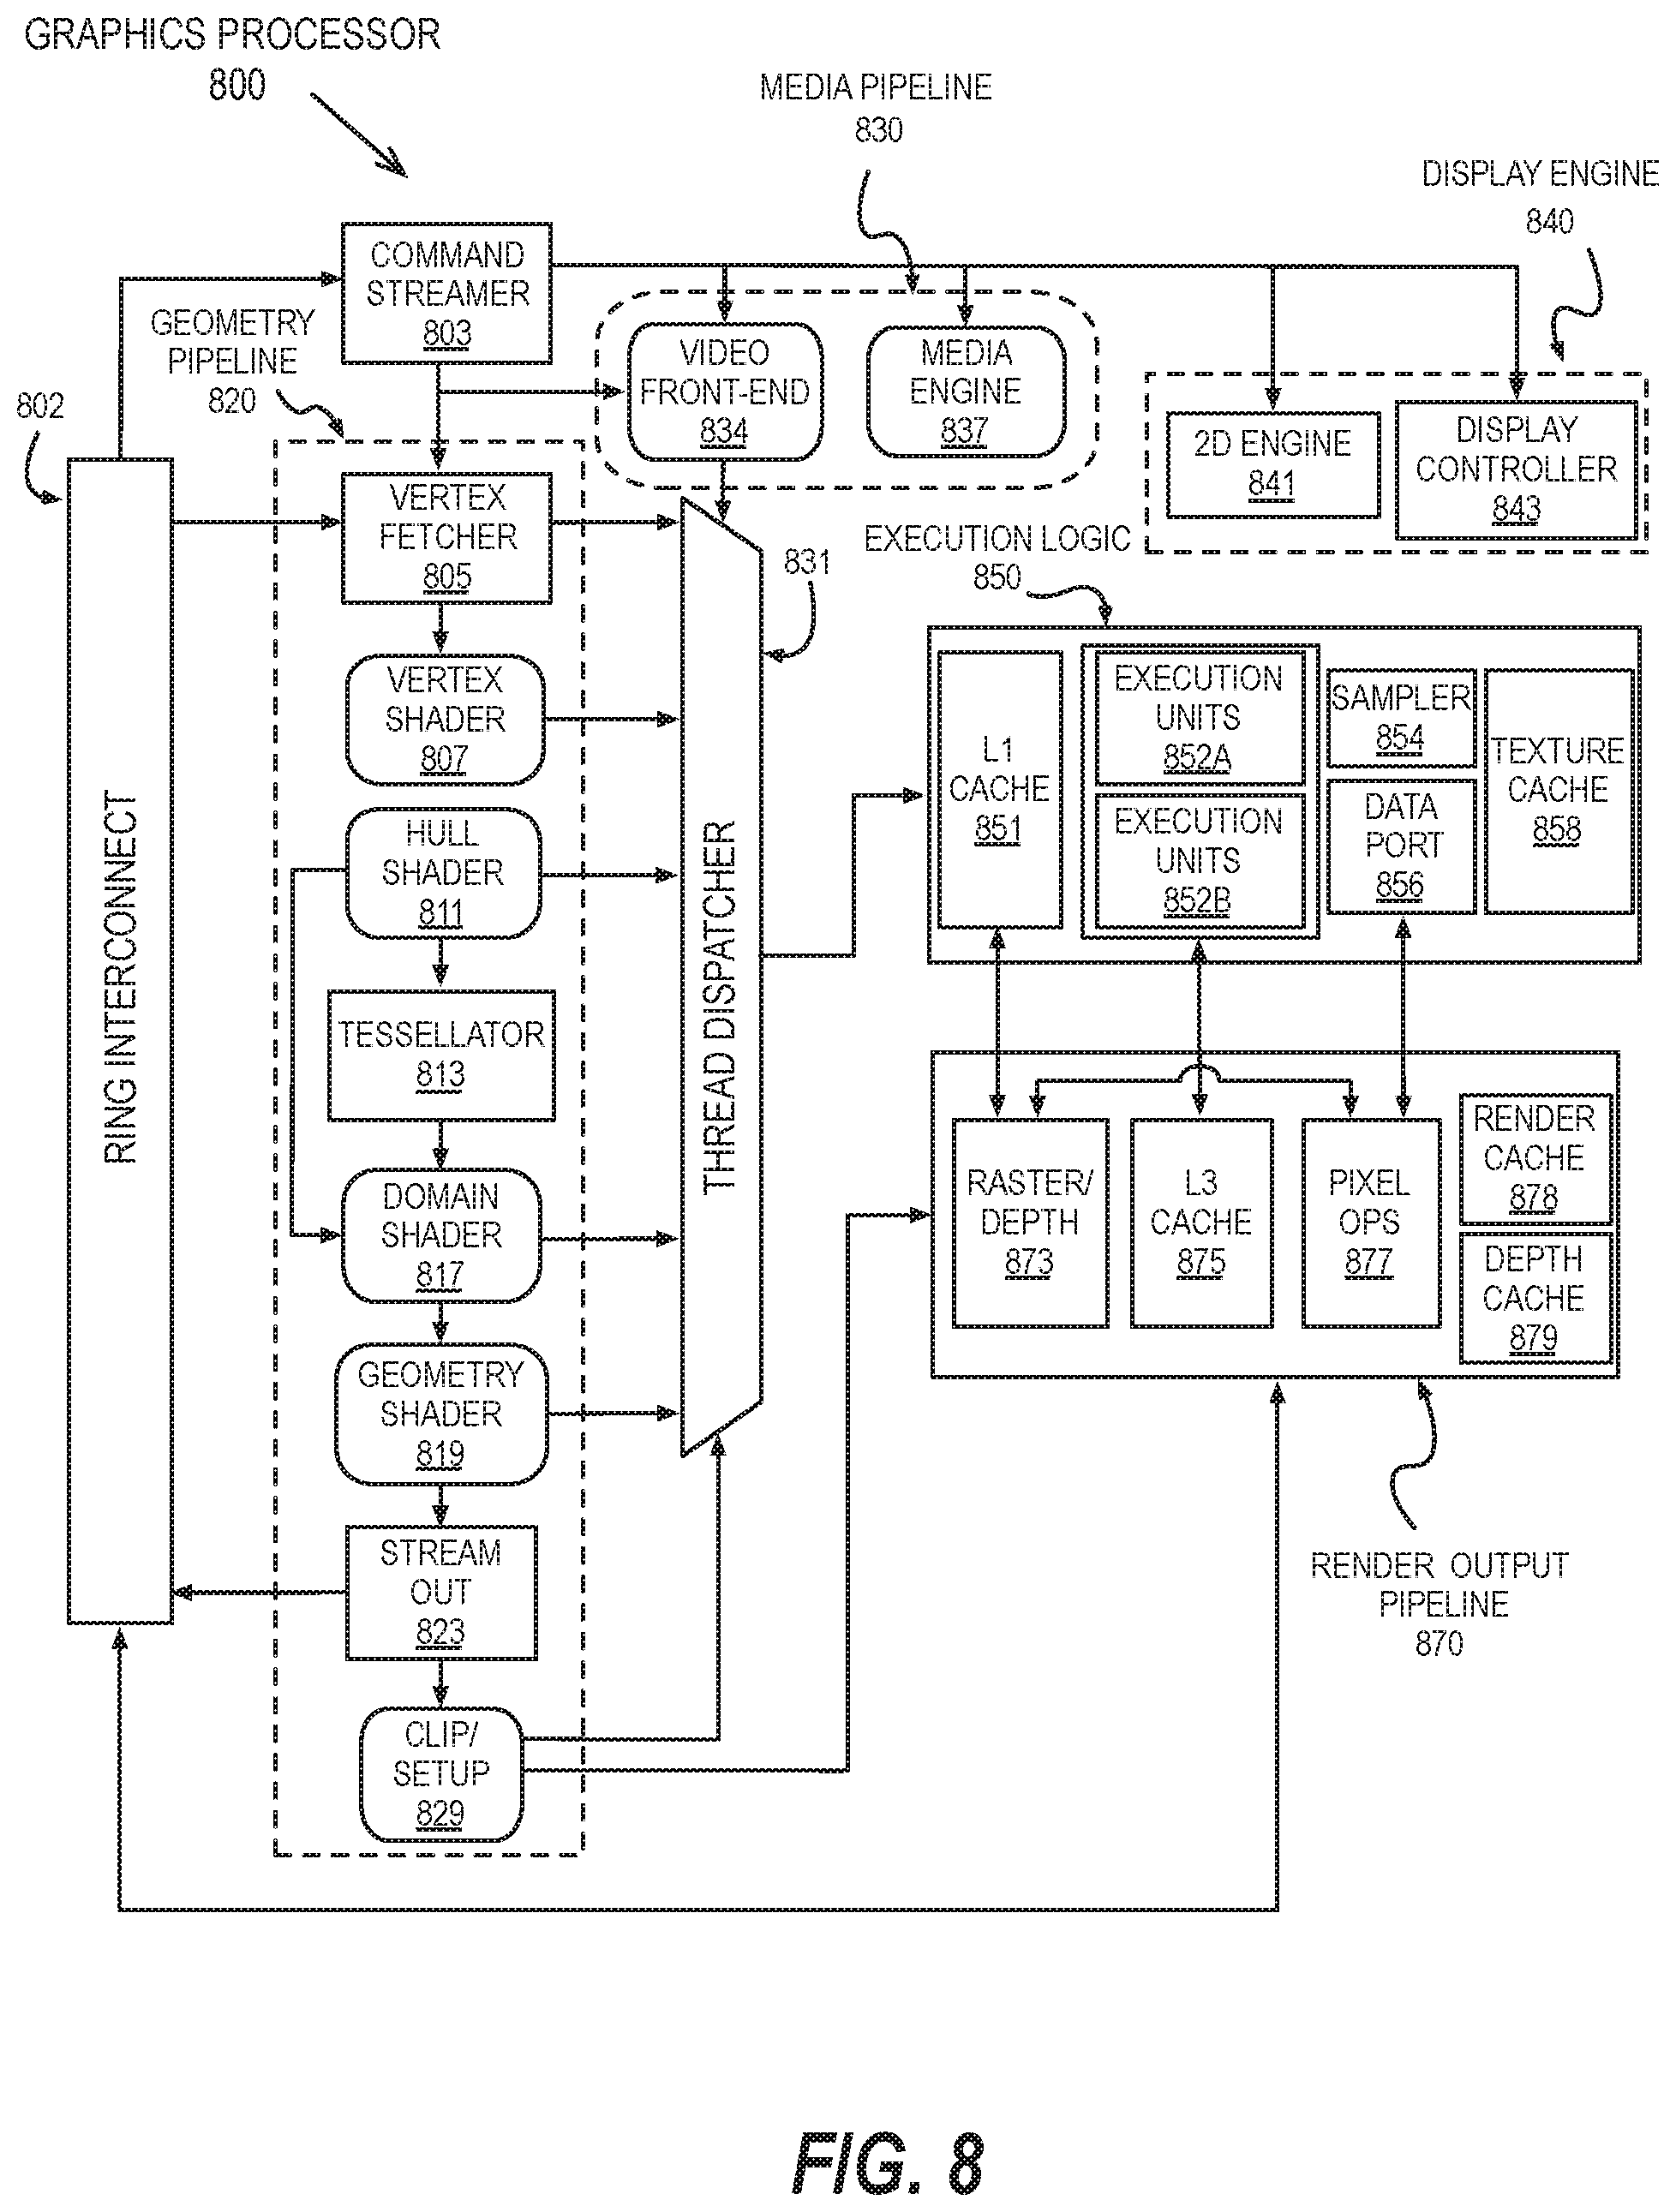 GRAPHICS PROCESSOR
800
MEDIA PIPELINE
830
DISPLAY ENGINE
840
COMMAND
STREAMER
803
GEOMETRY
PIPELINE
820
802
VIDEO
FRONT-END
834
MEDIA
ENGINE
837
2D ENGINE
841
DISPLAY
CONTROLLER
843
VERTEX
FETCHER
805
EXECUTION LOGIC
850
831
VERTEX
SHADER
807
L1
CACHE
851
EXECUTION
UNITS
852A
EXECUTION
UNITS
852B
SAMPLER
854
DATA
PORT
856
TEXTURE
CACHE
858
RING INTERCONNECT
HULL
SHADER
811
THREAD DISPATCHER
TESSELLATOR
813
DOMAIN
SHADER
817
RASTER/
DEPTH
873
L3
CACHE
875
PIXEL
OPS
877
RENDER
CACHE
878
DEPTH
CACHE
879
GEOMETRY
SHADER
819
STREAM
OUT
823
RENDER OUTPUT
PIPELINE
870
CLIP/
SETUP
829
FIG. 8